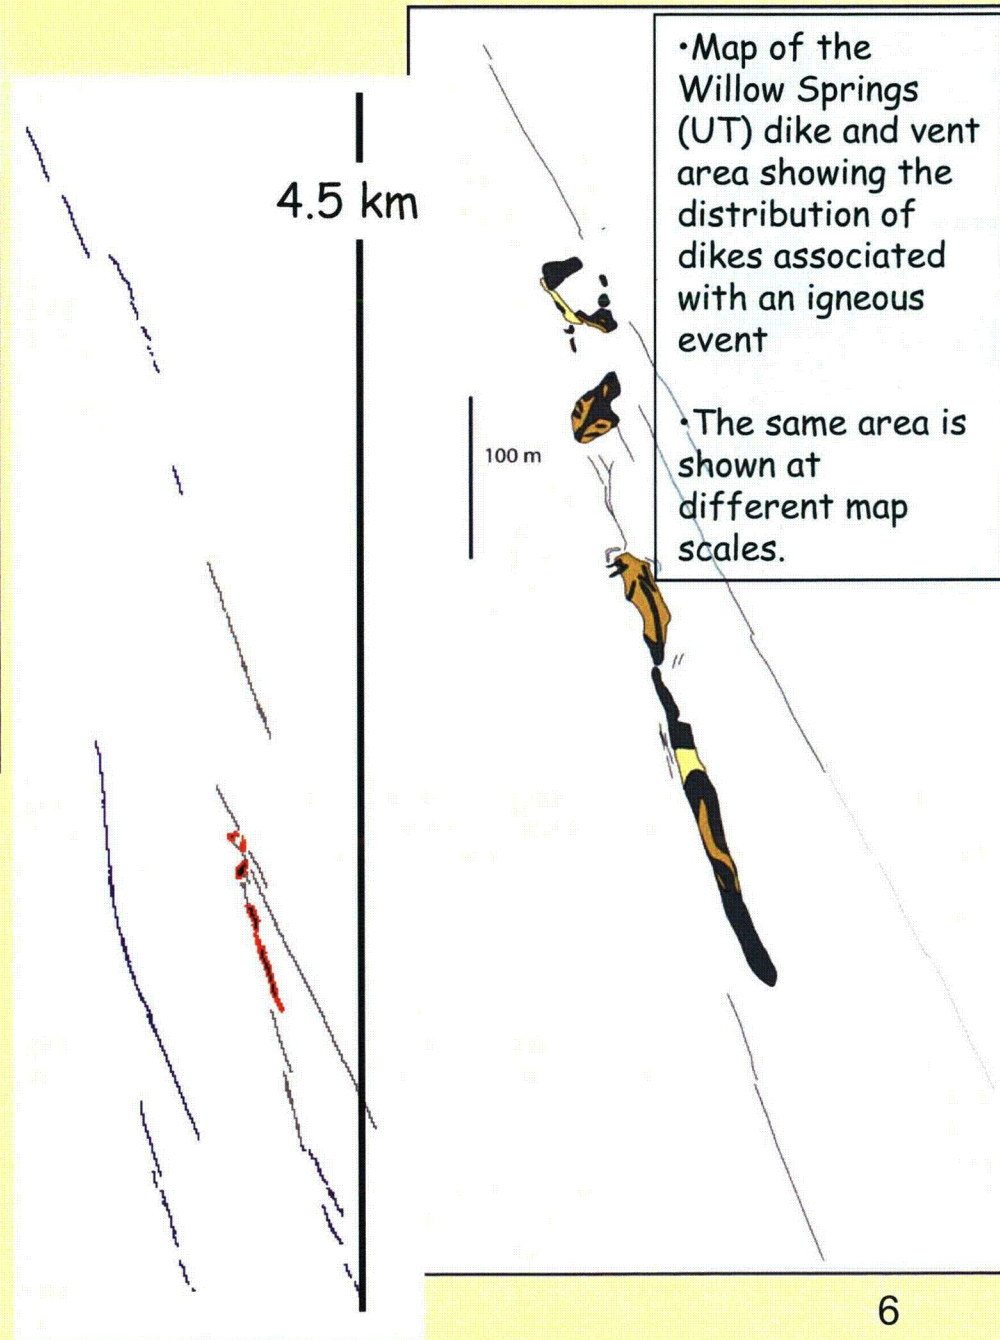 •Map of the
Willow Springs
(UT) dike and vent
area showing the
distribution of
dikes associated
with an igneous
event
•The same area is
shown at
different map
scales.
4.5 km
100 m
6